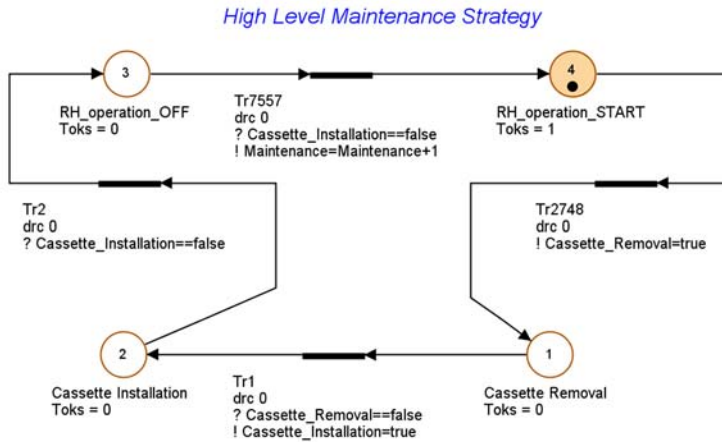 High Level Maintenance Strategy
3
4
RH_operation_OFF
Toks = 0
Tr7557
drc 0
? Cassette_Installation==false
! Maintenance=Maintenance+1
RH_operation_START
Toks = 1
Tr2
drc 0
? Cassette_Installation==false
Tr2748
drc 0
! Cassette_Removal=true
2
1
Cassette Installation
Toks = 0
Tr1
drc 0
? Cassette_Removal==false
! Cassette_Installation=true
Cassette Removal
Toks = 0